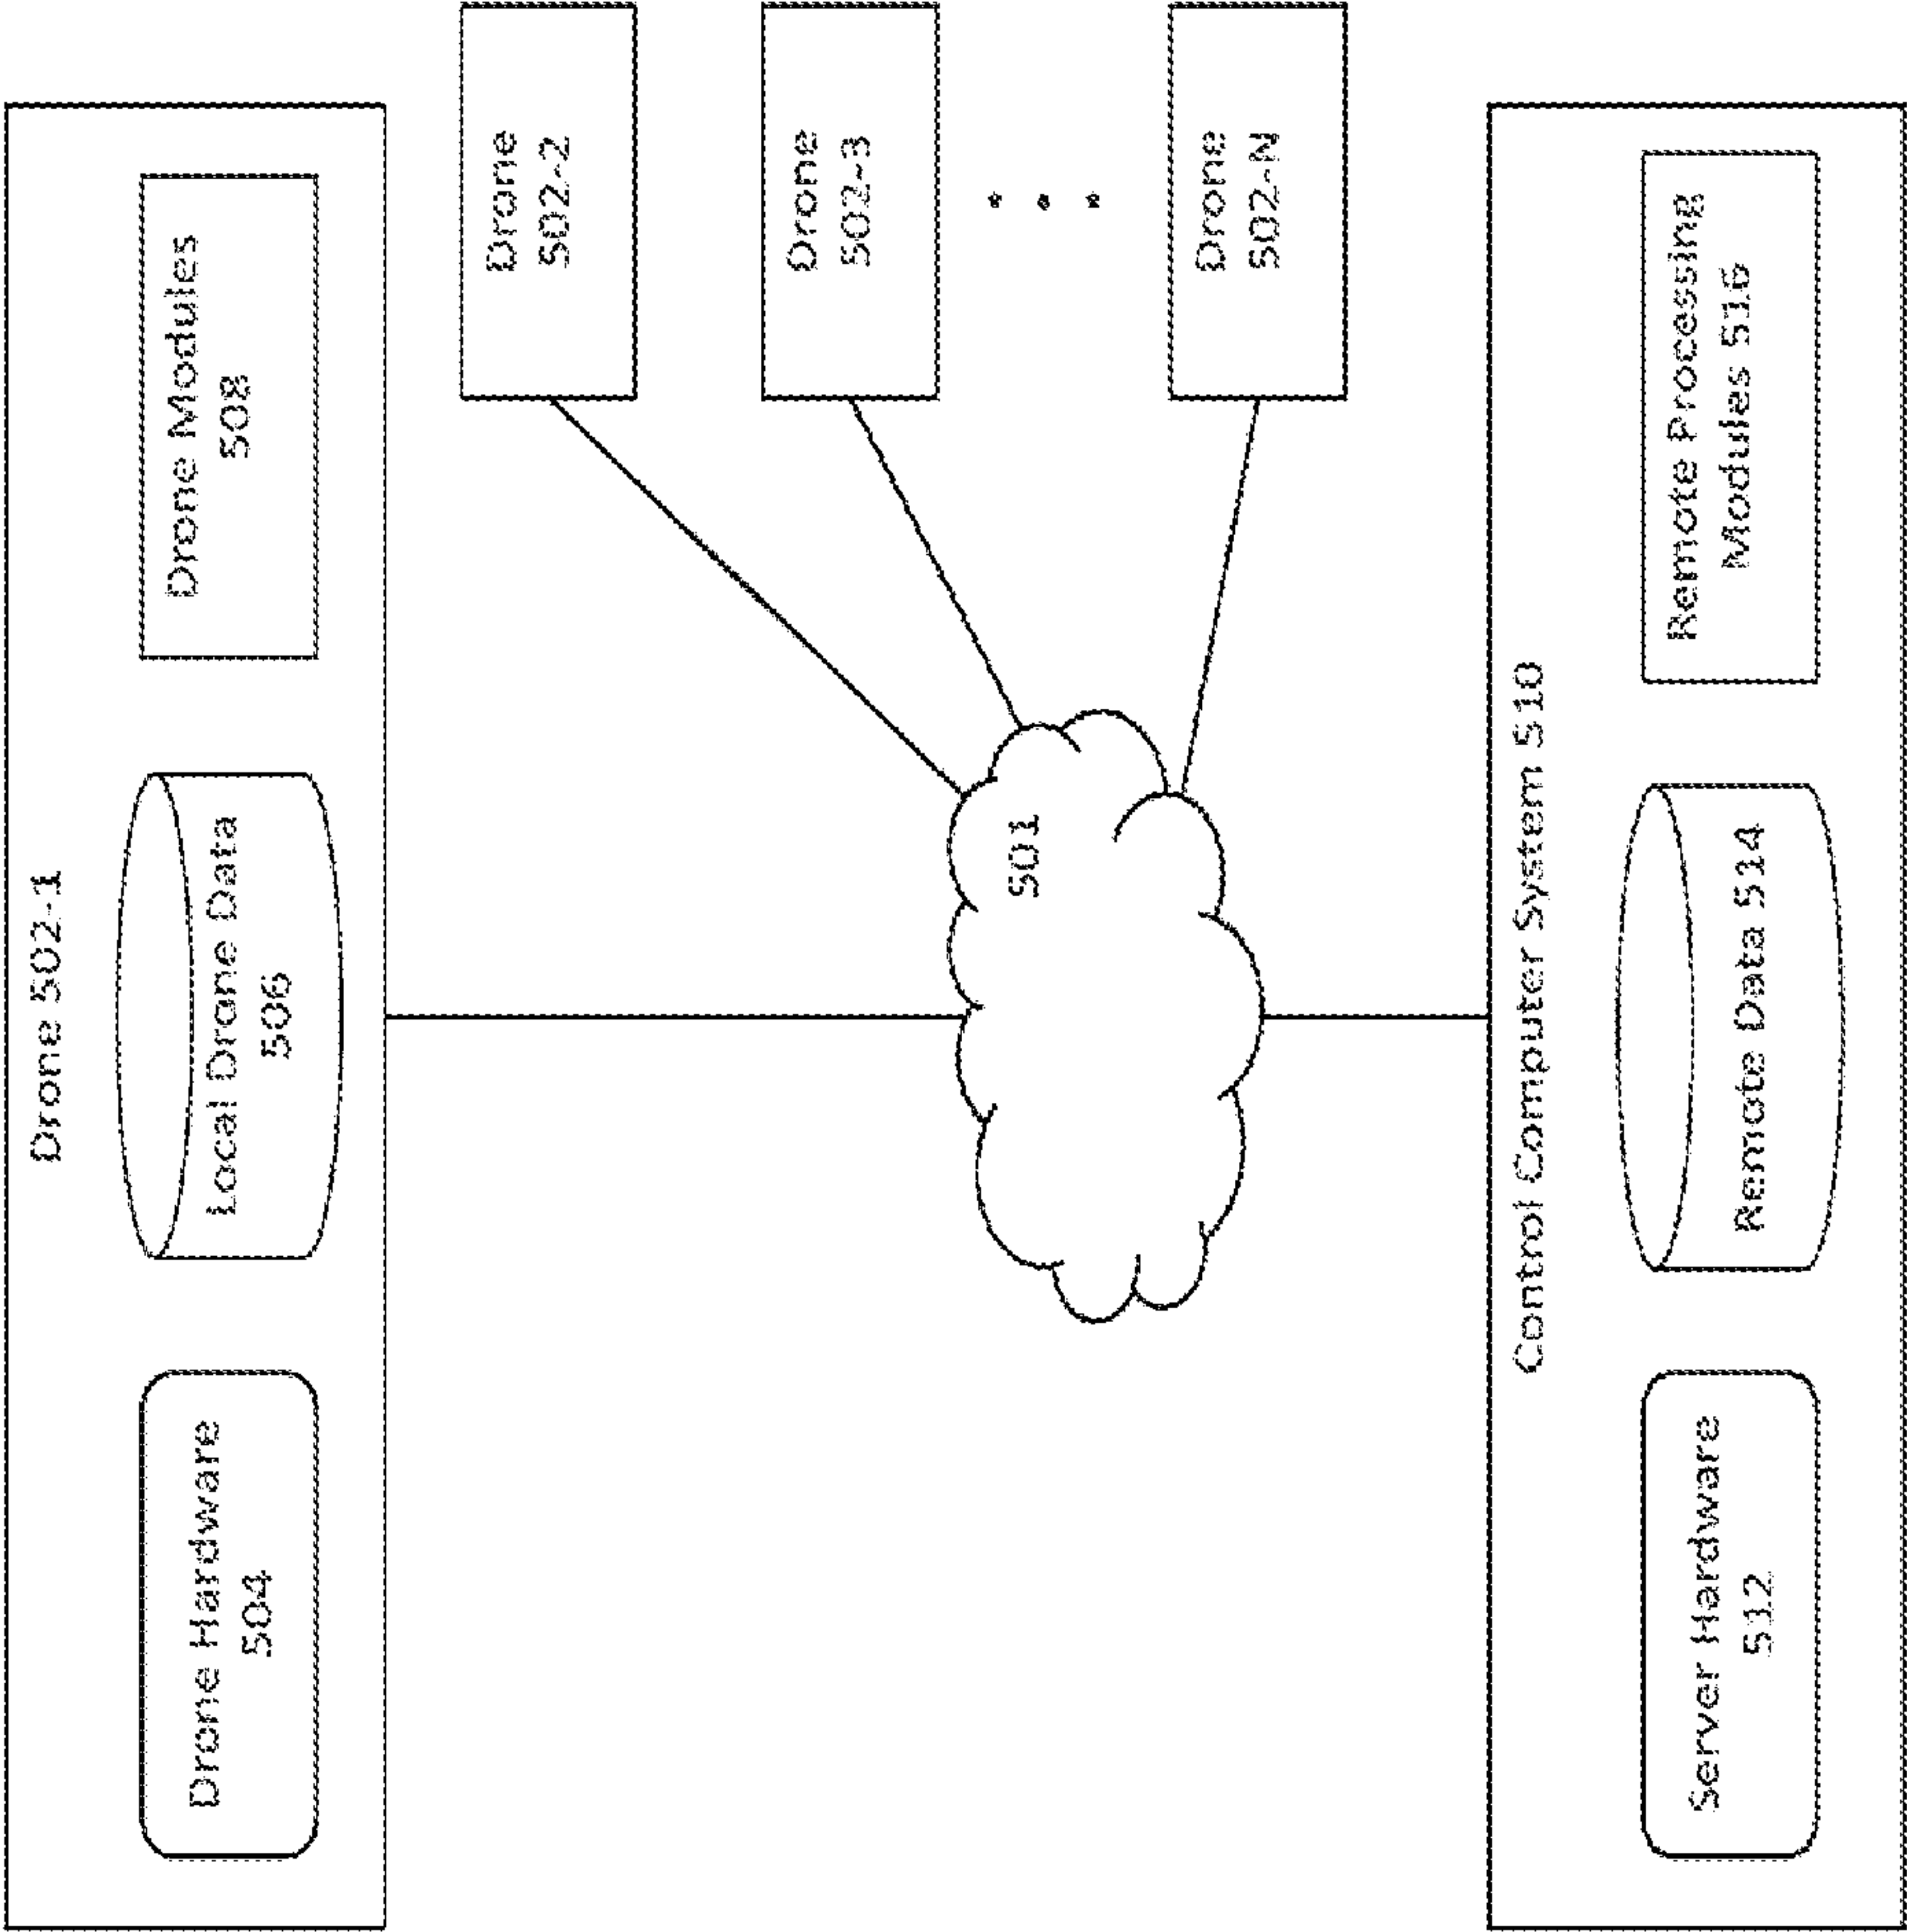 Drone 502-1
Drone Hardware
504
Local Drone Data
506
Drone Modules
508
Drone
502-2
Drone
502-3
Drone
502-N
501
Control Computer System 510
Server Hardware
512
Remote Data 514
Remote Processing
Modules 516